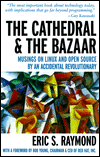 "The most important book about technology
today, with implications that go far beyond programming."
—Guy Kawasaki
THE CATHEDRAL
& THE BAZAAR
MUSINGS ON LINUX AND OPEN SOURCE
BY AN ACCIDENTAL REVOLUTIONARY
ERIC S. RAYMOND
WITH A FOREWORD BY BOB YOUNG, CHAIRMAN & CEO OF RED HAT, INC.